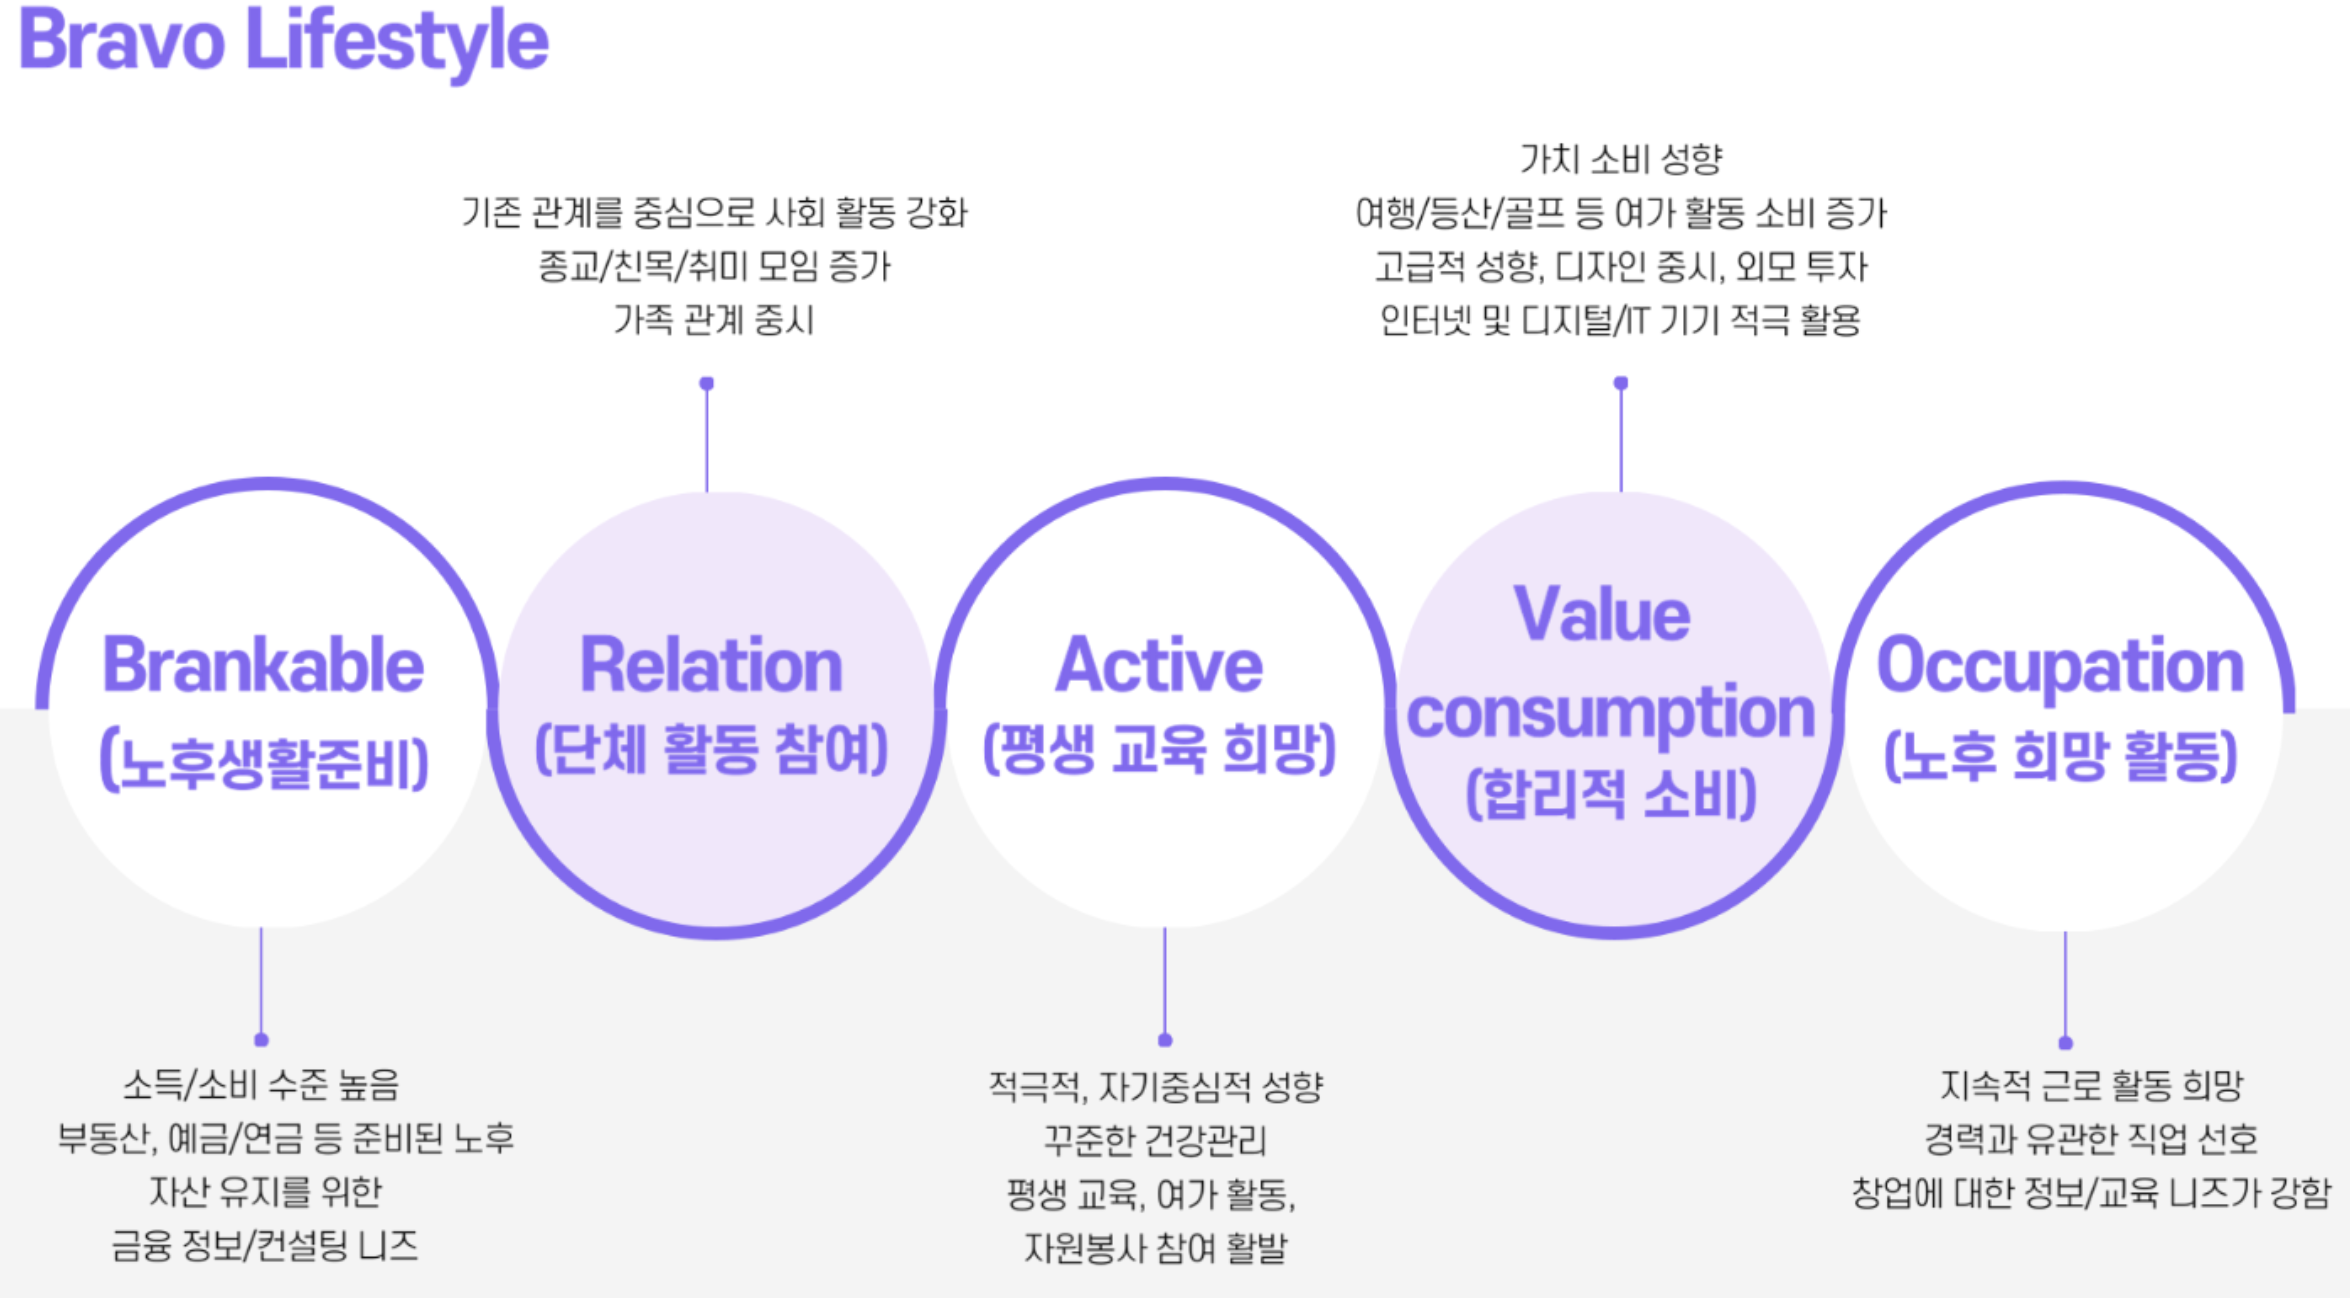 Bravo Lifestyle
기존 관계를 중심으로 사회 활동 강화
종교/친목/취미 모임 증가
가족 관계 중시
가치 소비 성향
여행/등산/골프 등 여가 활동 소비 증가
고급적 성향, 디자인 중시, 외모 투자
인터넷 및 디지털/IT 기기 적극 활용
Brankable
(노후생활준비)
Relation
(단체 활동 참여)
Active
(평생 교육 희망)
Value
consumption
(합리적 소비)
Occupation
(노후 희망 활동)
소득/소비 수준 높음
부동산, 예금/연금 등 준비된 노후
자산 유지를 위한
금융 정보/컨설팅 니즈
적극적, 자기중심적 성향
꾸준한 건강관리
평생 교육, 여가 활동,
자원봉사 참여 활발
지속적 근로 활동 희망
경력과 유관한 직업 선호
창업에 대한 정보/교육 니즈가 강함